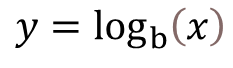 y = log_b(x)